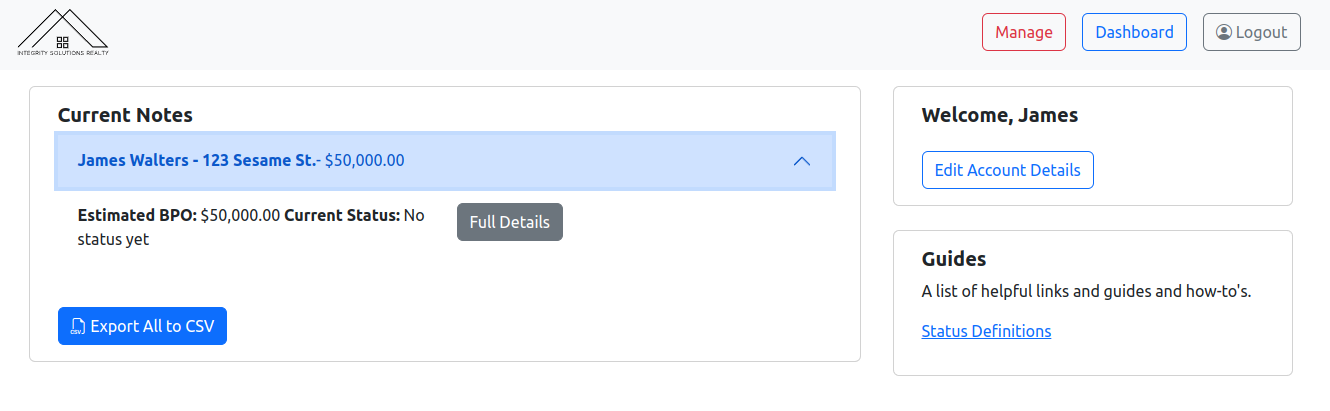 INTEGRITY SOLUTIONS REALTY
Manage
Dashboard
Logout
Current Notes
James Walters - 123 Sesame St.- $50,000.00
Estimated BPO: $50,000.00 Current Status: No
status yet
Full Details
CSV
Export All to CSV
Welcome, James
Edit Account Details
Guides
A list of helpful links and guides and how-to's.
Status Definitions